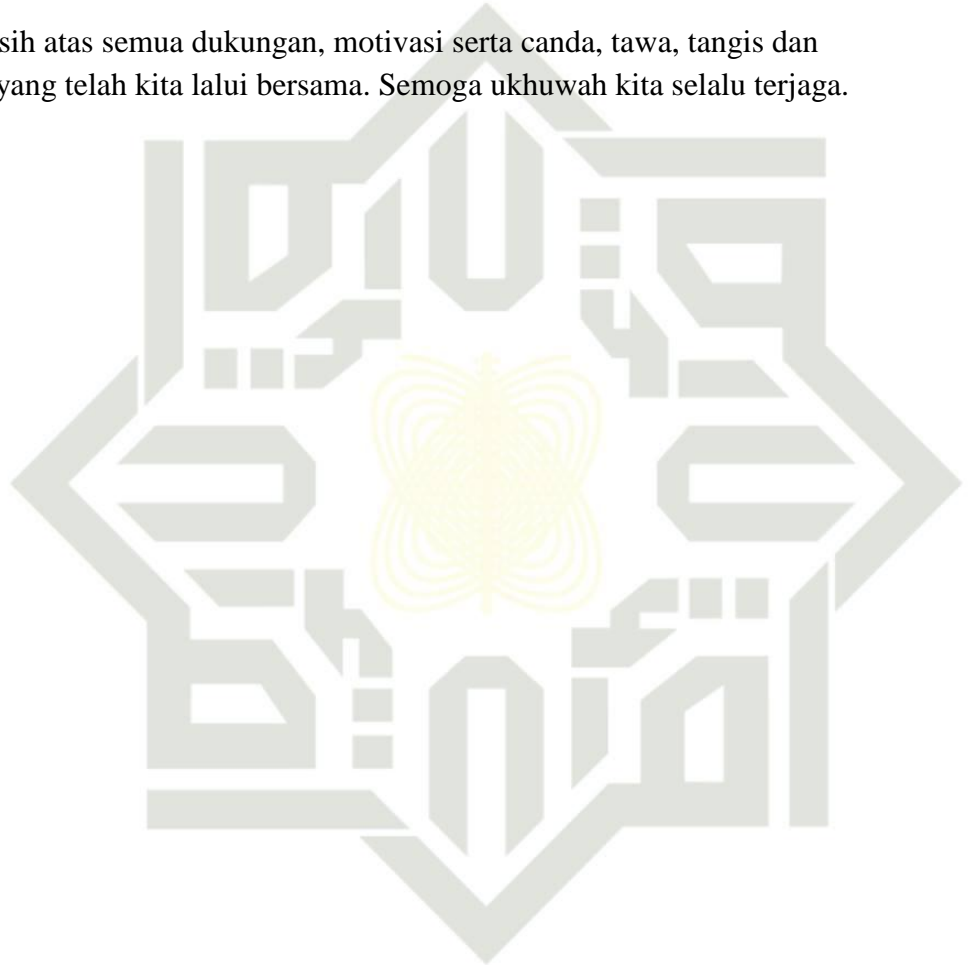 sih atas semua dukungan, motivasi serta canda, tawa, tangis dan
yang telah kita lalui bersama. Semoga ukhuwah kita selalu terjaga.